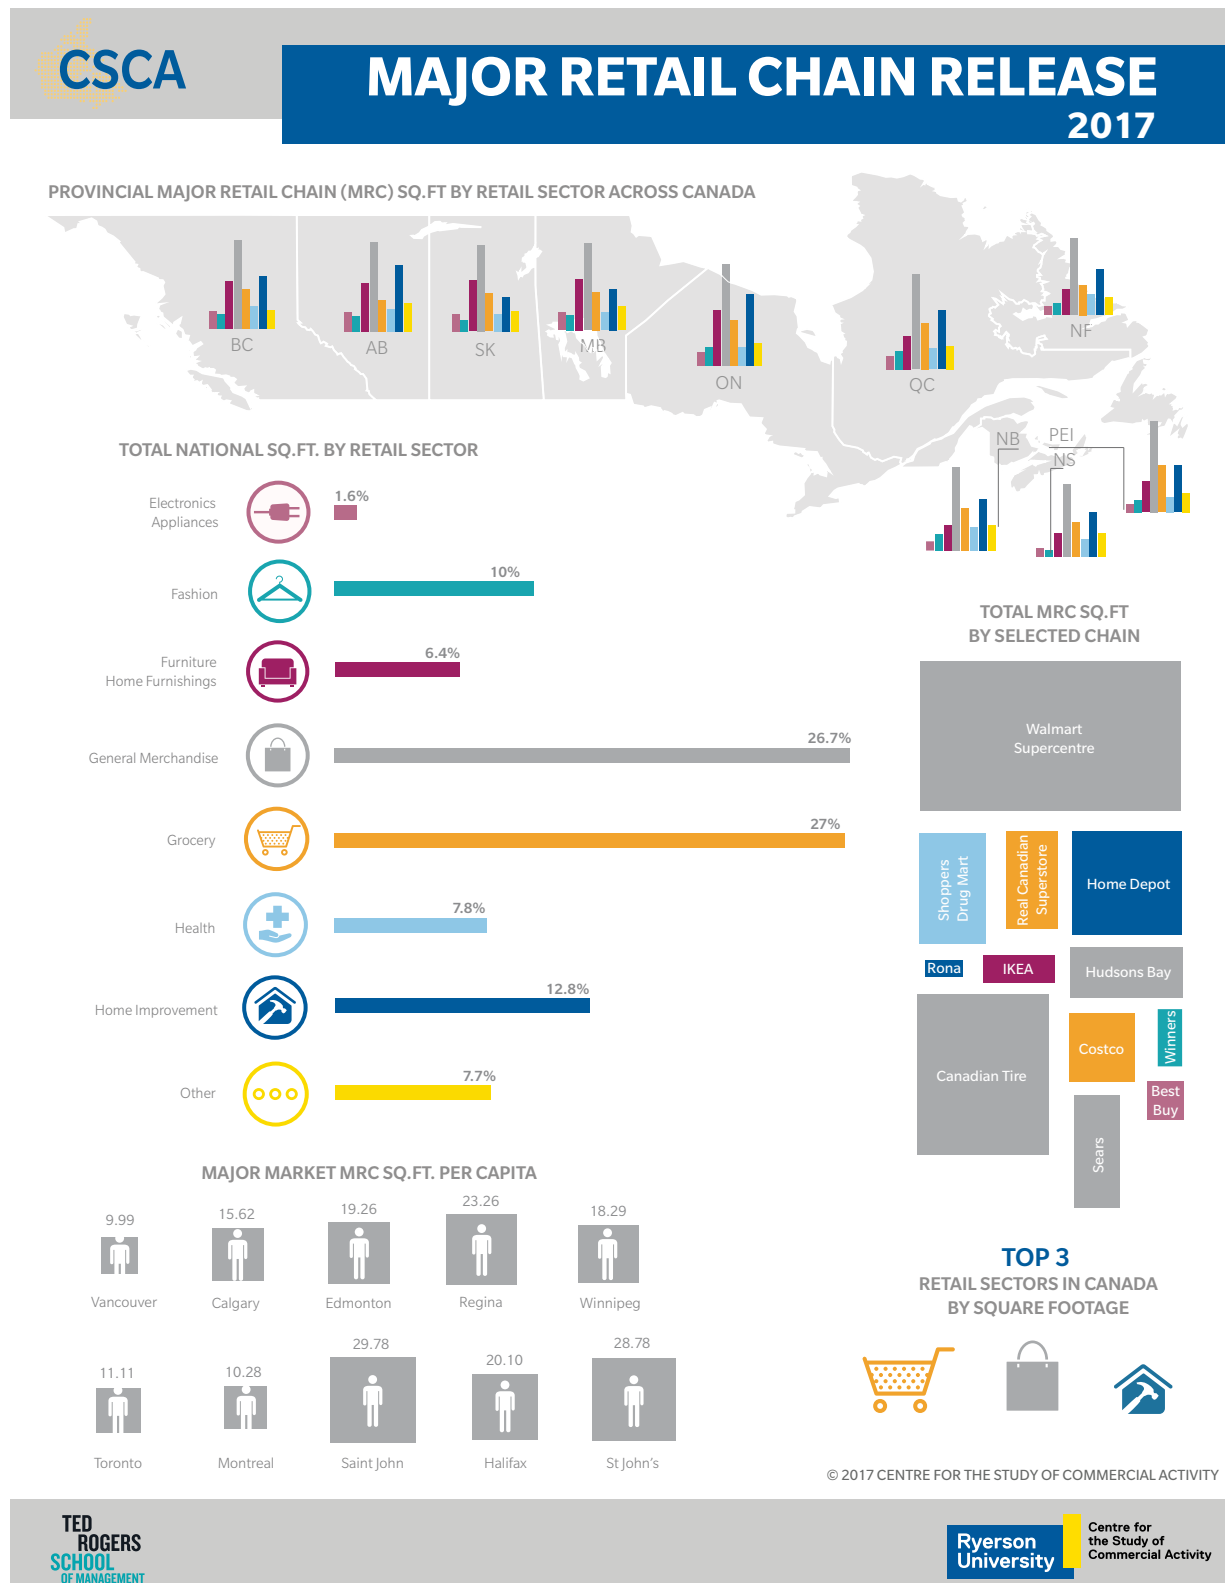 CSCA
MAJOR RETAIL CHAIN RELEASE
2017
PROVINCIAL MAJOR RETAIL CHAIN (MRC) SQ.FT BY RETAIL SECTOR ACROSS CANADA
BC
AB
SK
MB
ON
QC
NF
NB
PEI
NS
TOTAL NATIONAL SQ.FT. BY RETAIL SECTOR
Electronics
Appliances
1.6%
Fashion
10%
Furniture
Home Furnishings
6.4%
General Merchandise
26.7%
Grocery
27%
Health
7.8%
Home Improvement
12.8%
Other
7.7%
TOTAL MRC SQ.FT
BY SELECTED CHAIN
Walmart
Supercentre
Shoppers
Drug Mart
Real Canadian
Superstore
Home Depot
Rona
IKEA
Hudsons Bay
Canadian Tire
Costco
Winners
Best
Buy
Sears
MAJOR MARKET MRC SQ.FT. PER CAPITA
9.99
15.62
19.26
23.26
18.29
Vancouver
Calgary
Edmonton
Regina
Winnipeg
11.11
10.28
29.78
20.10
28.78
Toronto
Montreal
Saint John
Halifax
St John's
TOP 3
RETAIL SECTORS IN CANADA
BY SQUARE FOOTAGE
© 2017 CENTRE FOR THE STUDY OF COMMERCIAL ACTIVITY
TED
ROGERS
SCHOOL
OF MANAGEMENT
Ryerson
University
Centre for
the Study of
Commercial Activity